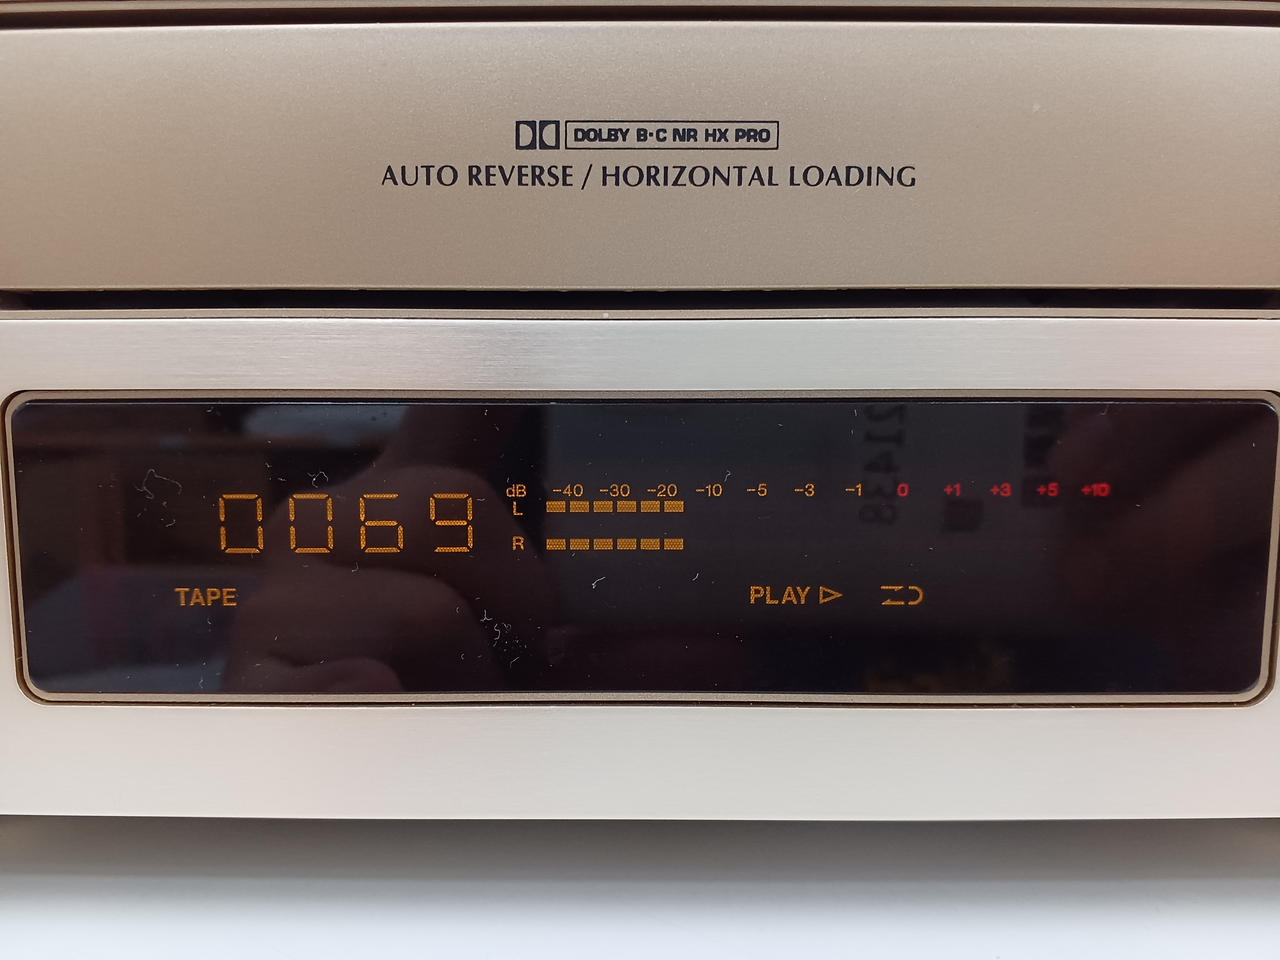 DOLBY B·C NR HX PRO
AUTO REVERSE / HORIZONTAL LOADING
0069
dB −40 −30 −20 −10 −5 −3 −1 0 +1 +3 +5 +10
L
R
TAPE
PLAY